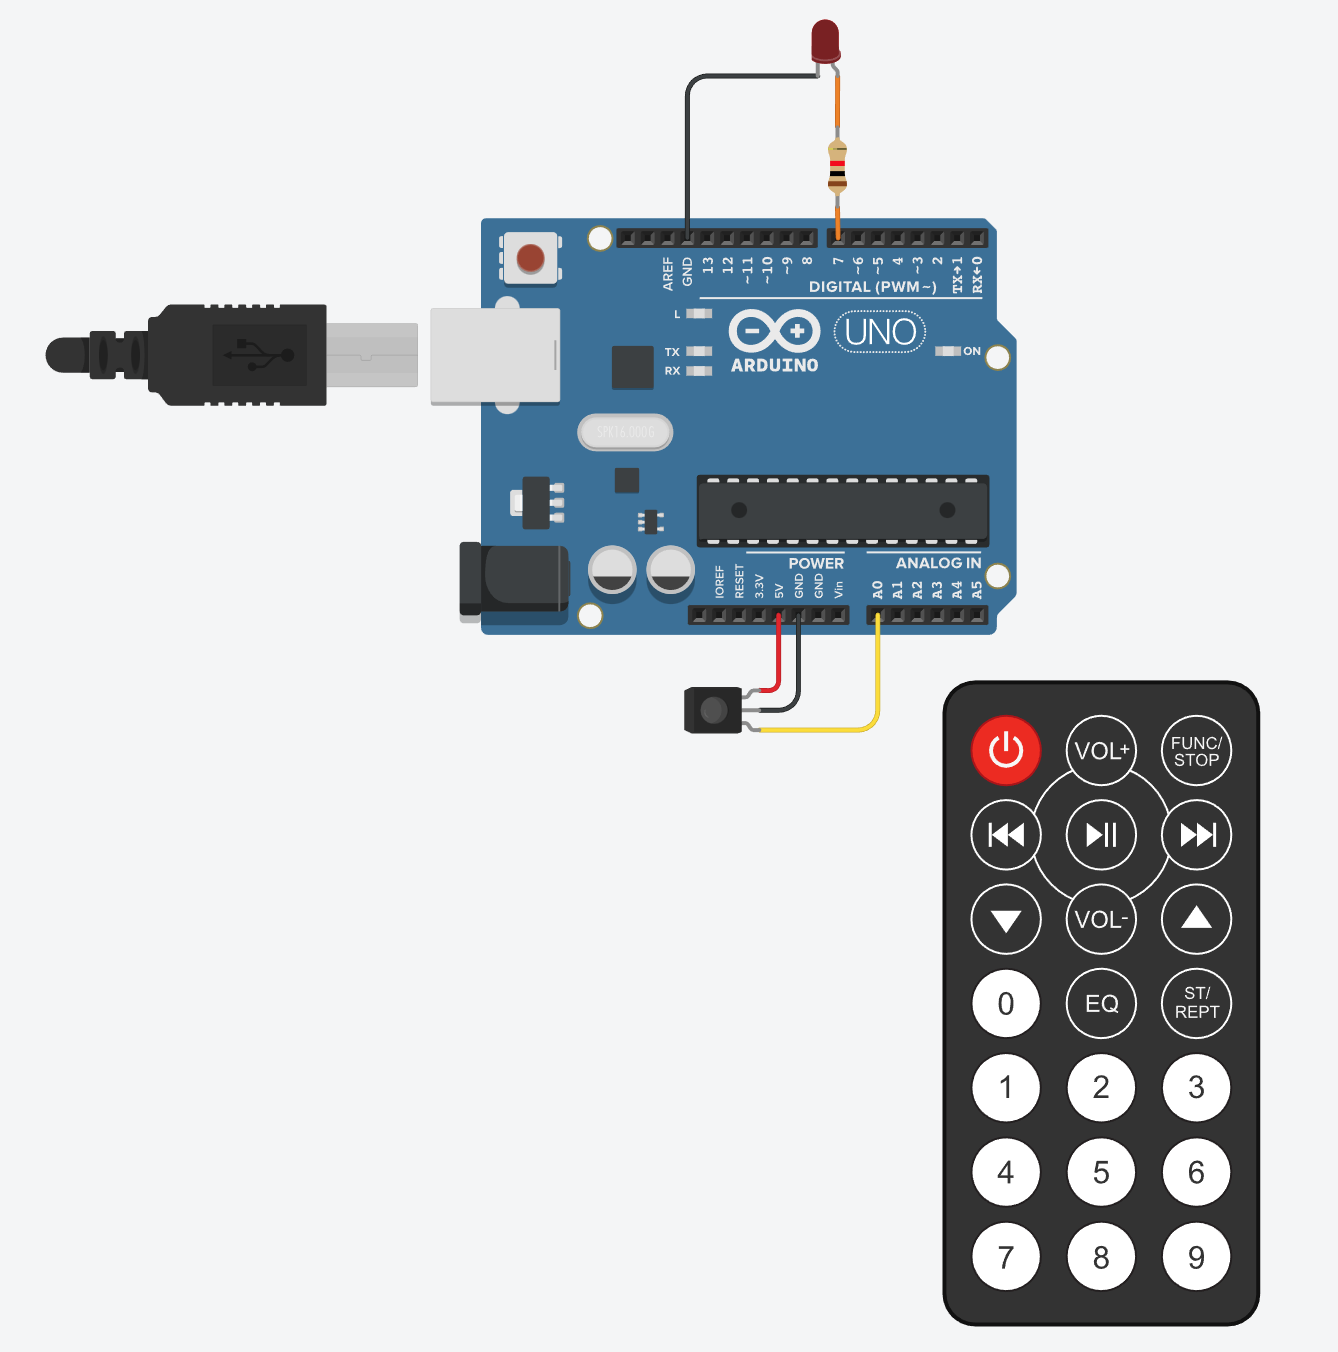 AREF
GND
13
12
~11
~10
~9
8
7
~6
~5
4
~3
2
TX→1
RX←0
DIGITAL (PWM~)
L
TX
RX
ARDUINO
UNO
ON
SPK16.000G
POWER
ANALOG IN
IOREF
RESET
3.3V
5V
GND
GND
Vin
A0
A1
A2
A3
A4
A5
VOL+
FUNC/
STOP
VOL-
0
EQ
ST/
REPT
1 2 3
4 5 6
7 8 9